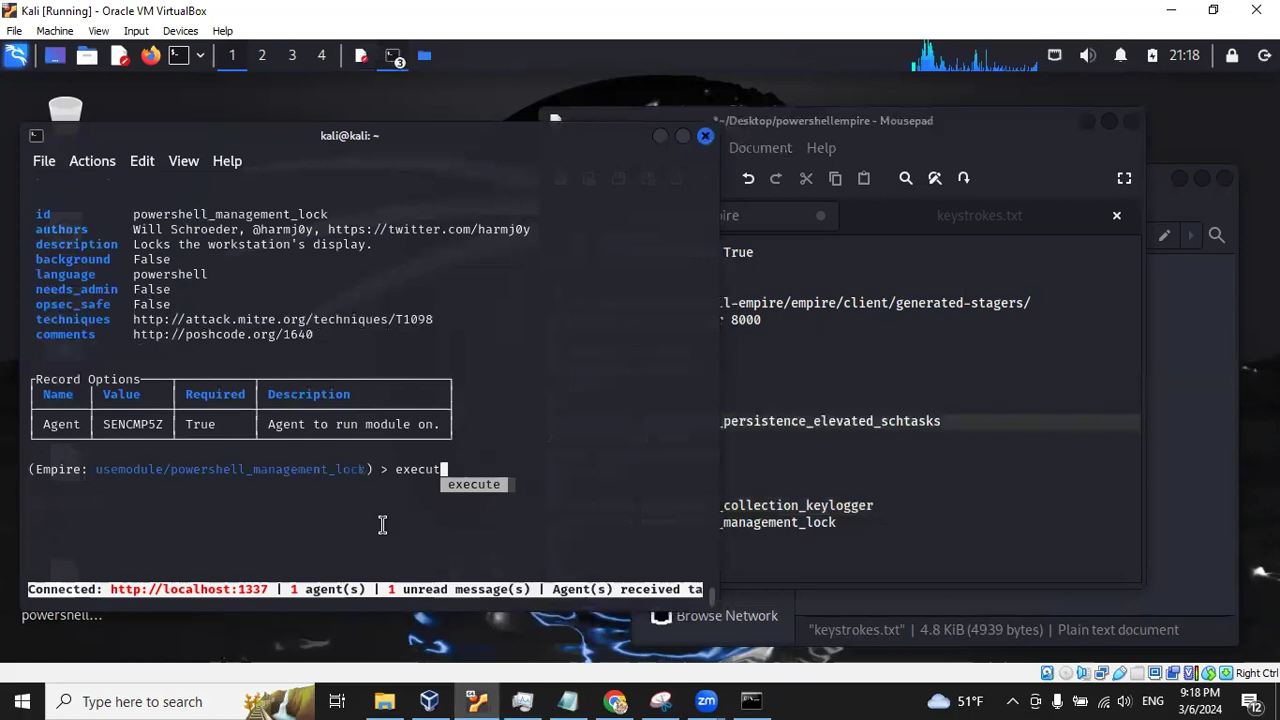 Kali [Running] - Oracle VM VirtualBox
File Machine View Input Devices Help
1 2 3 4 3 21:18
kali@kali: ~
*~/Desktop/powershellempire - Mousepad
File Actions Edit View Help
Document Help
ire keystrokes.txt
id powershell_management_lock
authors Will Schroeder, @harmj0y, https://twitter.com/harmj0y
description Locks the workstation's display.
background False
language powershell
needs_admin False
opsec_safe False
techniques http://attack.mitre.org/techniques/T1098
comments http://poshcode.org/1640
Record Options
Name Value Required Description
Agent SENCMP5Z True Agent to run module on.
(Empire: usemodule/powershell_management_lock) > execut
execute
Connected: http://localhost:1337 | 1 agent(s) | 1 unread message(s) | Agent(s) received ta
True
l-empire/empire/client/generated-stagers/
r 8000
_persistence_elevated_schtasks
_collection_keylogger
_management_lock
powershell...
Browse Network
"keystrokes.txt" | 4.8 KiB (4939 bytes) | Plain text document
Right Ctrl
Type here to search
zm
51°F
ENG
9:18 PM
3/6/2024
12